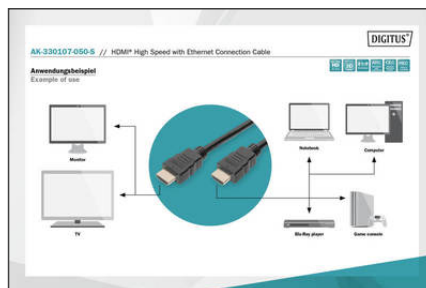 DIGITUS
AK-330107-050-S // HDMI® High Speed with Ethernet Connection Cable
Anwendungsbeispiel
Example of use
Monitor
Notebook
Computer
TV
Blu-Ray player
Game console